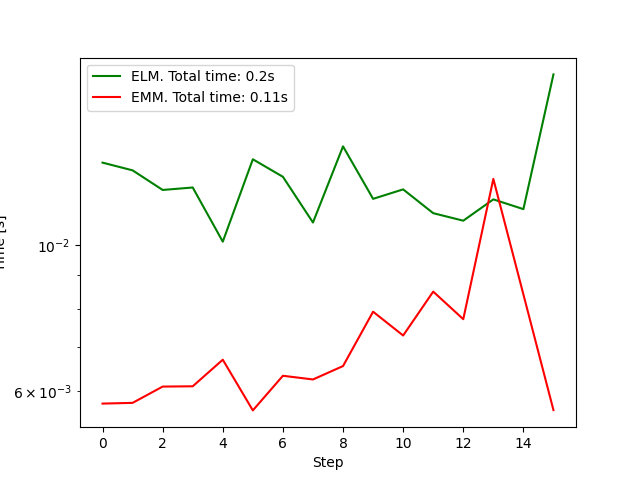 ELM. Total time: 0.2s
EMM. Total time: 0.11s
Time [s]
10⁻²
6 × 10⁻³
0 2 4 6 8 10 12 14
Step